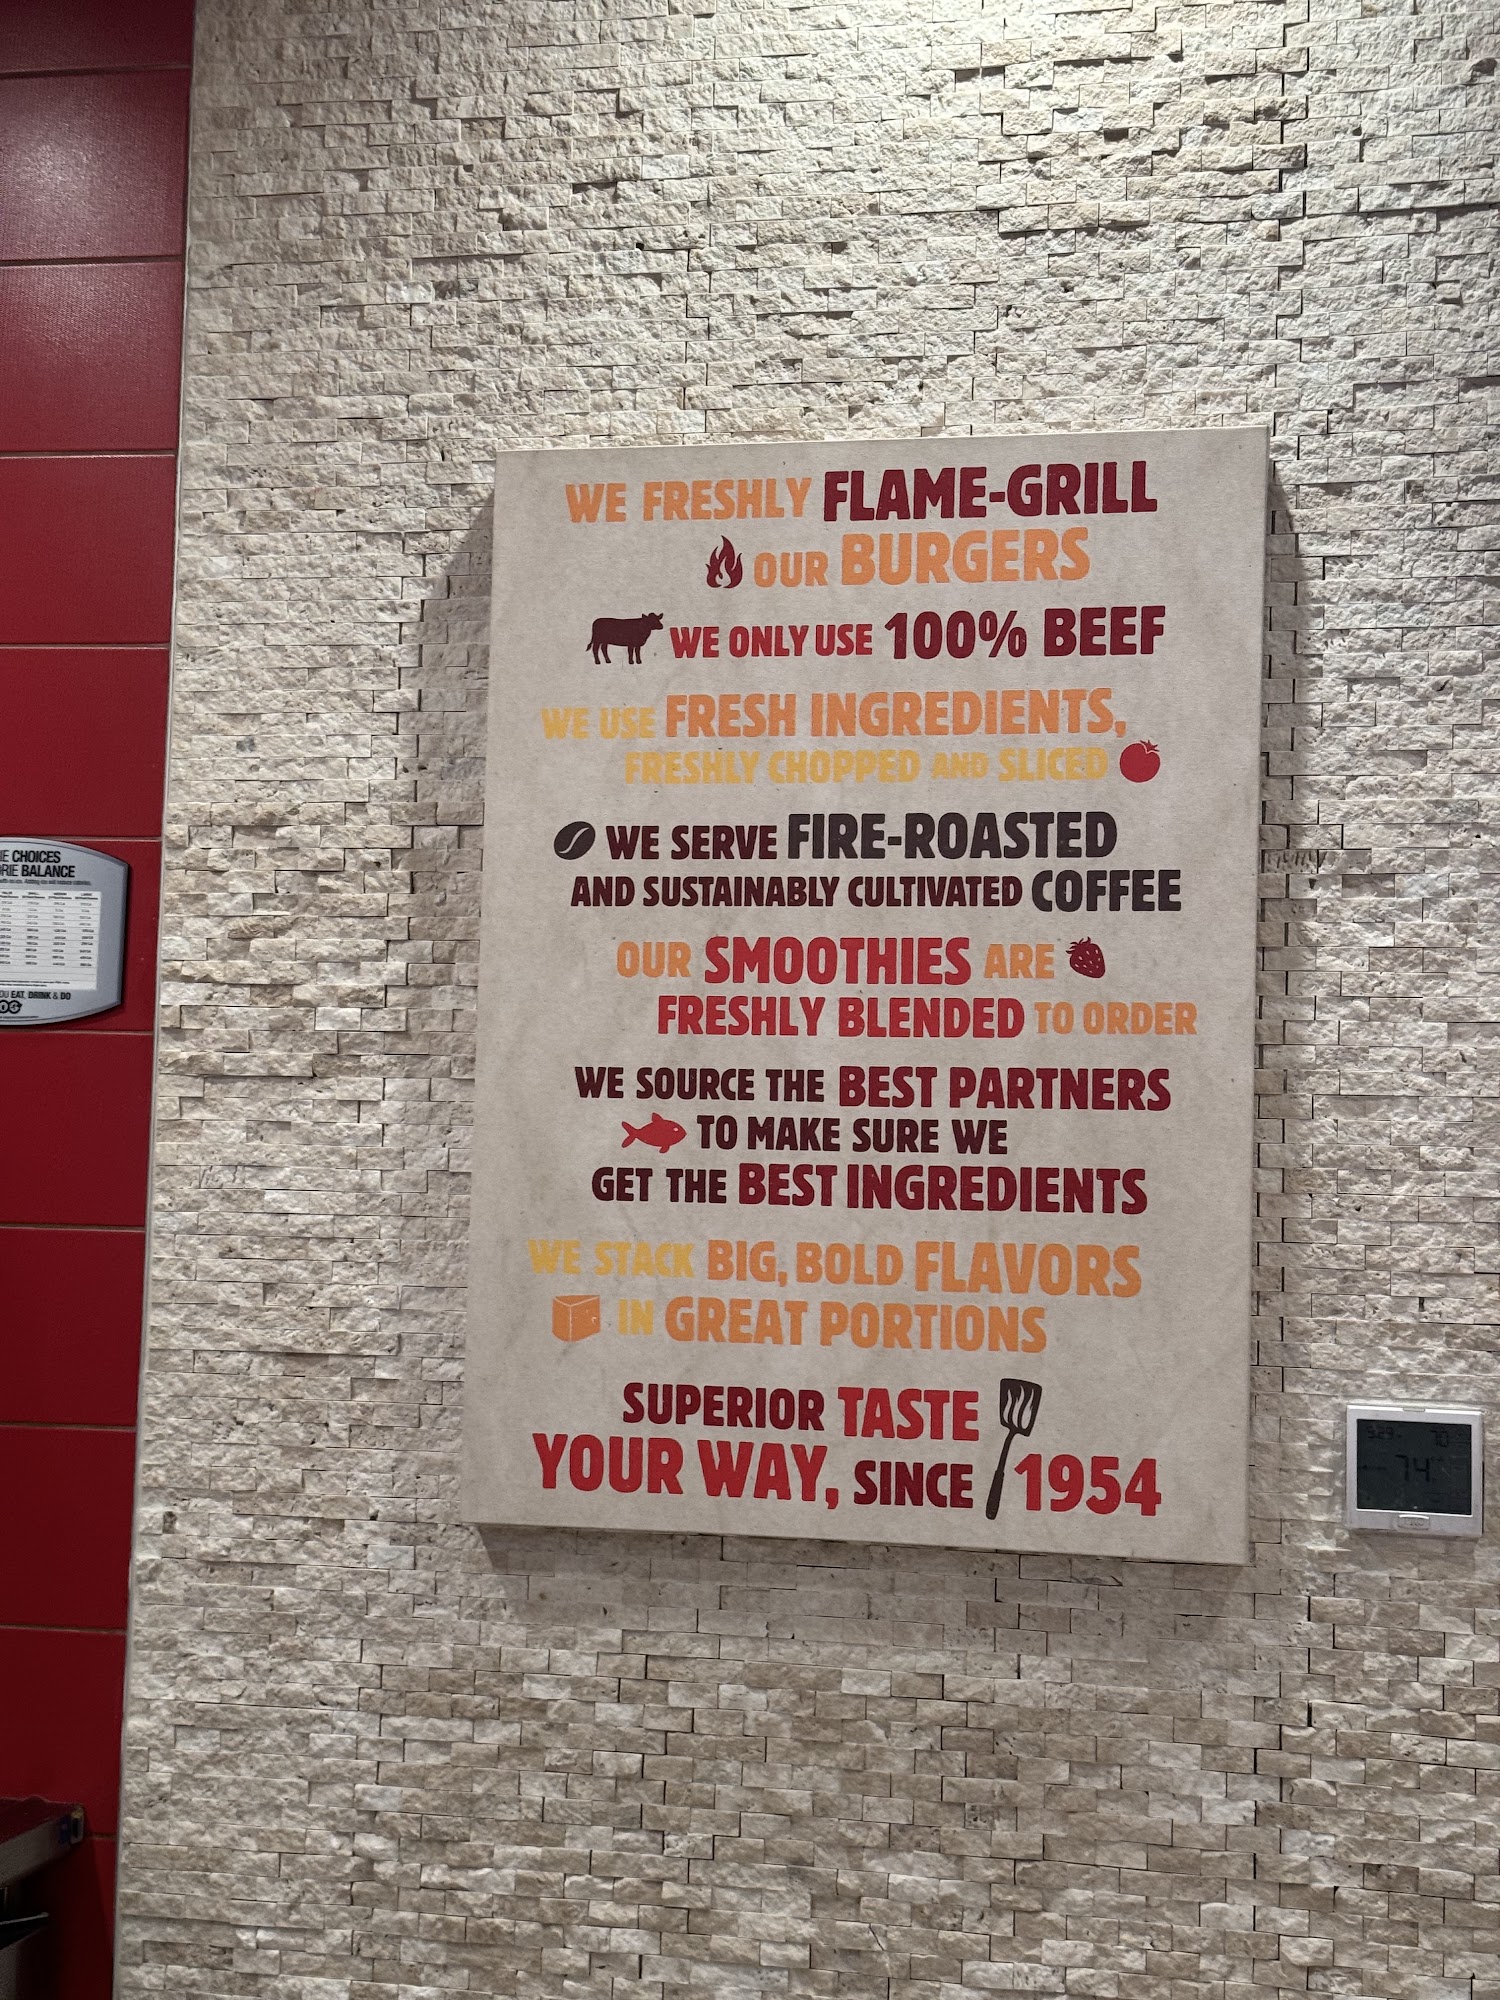 WE FRESHLY FLAME-GRILL
OUR BURGERS
WE ONLY USE 100% BEEF
WE USE FRESH INGREDIENTS,
FRESHLY CHOPPED AND SLICED
WE SERVE FIRE-ROASTED
AND SUSTAINABLY CULTIVATED COFFEE
OUR SMOOTHIES ARE
FRESHLY BLENDED TO ORDER
WE SOURCE THE BEST PARTNERS
TO MAKE SURE WE
GET THE BEST INGREDIENTS
WE STACK BIG, BOLD FLAVORS
IN GREAT PORTIONS
SUPERIOR TASTE
YOUR WAY, SINCE 1954
CHOICES
BALANCE
EAT, DRINK & DO
70
74